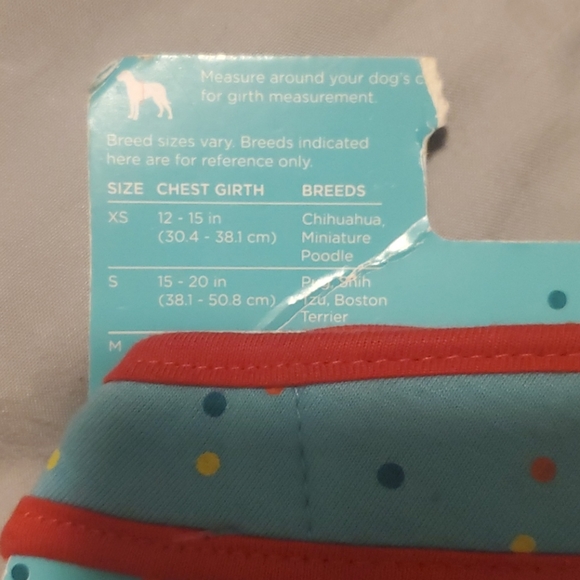 Measure around your dog's c
for girth measurement.
Breed sizes vary. Breeds indicated
here are for reference only.
SIZE CHEST GIRTH BREEDS
XS 12 - 15 in Chihuahua,
(30.4 - 38.1 cm) Miniature
Poodle
S 15 - 20 in Pug, Shih
(38.1 - 50.8 cm) Tzu, Boston
Terrier
M